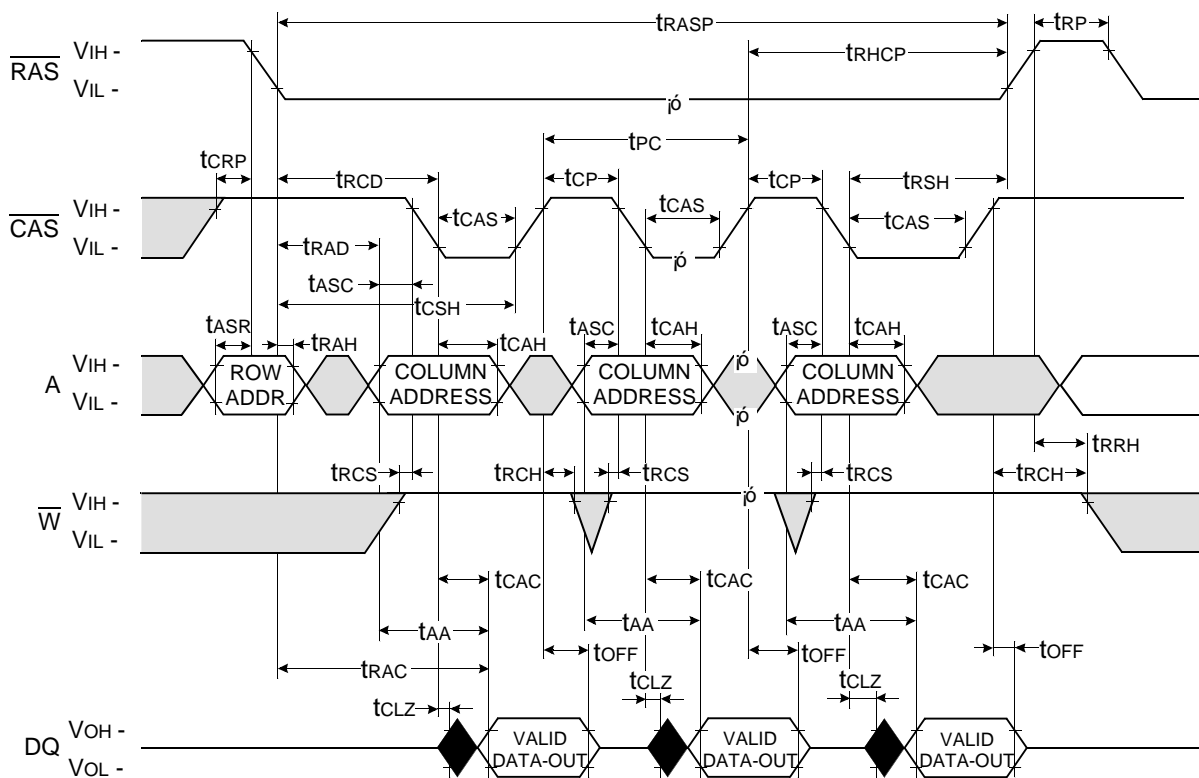 tRASP
tRP
RAS
VIH -
VIL -
tRHCP
¡ó
tPC
tCRP
tRCD
tCP
tCP
tRSH
CAS
VIH -
VIL -
tCAS
tCAS
tCAS
¡ó
tRAD
tASC
tCSH
tASR
tRAH
tCAH
tASC
tCAH
tASC
tCAH
A
VIH -
VIL -
ROW
ADDR
COLUMN
ADDRESS
COLUMN
ADDRESS
¡ó
¡ó
COLUMN
ADDRESS
tRRH
tRCS
tRCH
tRCS
tRCS
tRCH
W
VIH -
VIL -
¡ó
tCAC
tCAC
tCAC
tAA
tAA
tAA
tOFF
tOFF
tOFF
tRAC
tCLZ
tCLZ
tCLZ
DQ
VOH -
VOL -
VALID
DATA-OUT
VALID
DATA-OUT
VALID
DATA-OUT